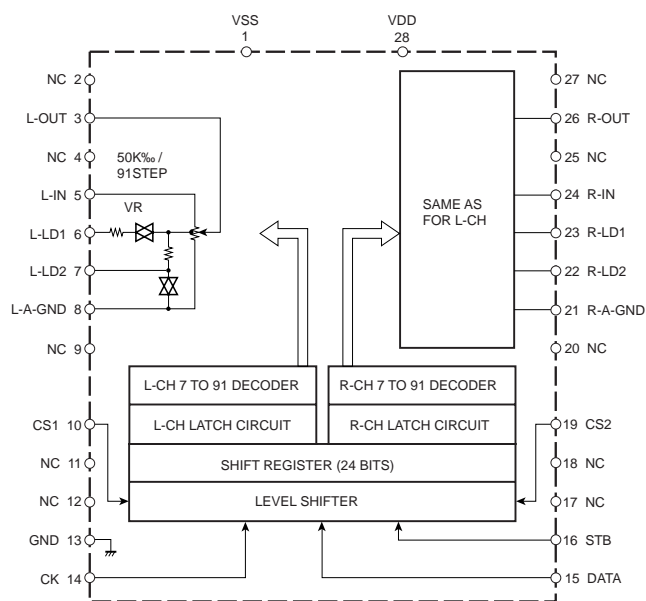 VSS
1
VDD
28
NC 2
L-OUT 3
NC 4
L-IN 5
L-LD1 6
L-LD2 7
L-A-GND 8
NC 9
CS1 10
NC 11
NC 12
GND 13
CK 14
50K‰ /
91STEP
VR
SAME AS
FOR L-CH
L-CH 7 TO 91 DECODER
R-CH 7 TO 91 DECODER
L-CH LATCH CIRCUIT
R-CH LATCH CIRCUIT
SHIFT REGISTER (24 BITS)
LEVEL SHIFTER
27 NC
26 R-OUT
25 NC
24 R-IN
23 R-LD1
22 R-LD2
21 R-A-GND
20 NC
19 CS2
18 NC
17 NC
16 STB
15 DATA